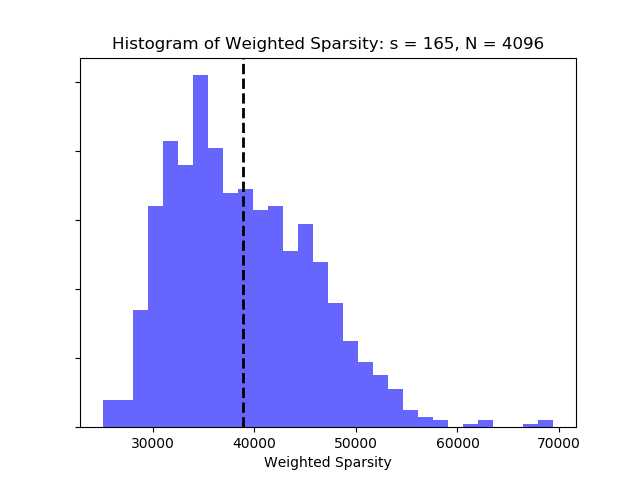 Histogram of Weighted Sparsity: s = 165, N = 4096
30000 40000 50000 60000 70000
Weighted Sparsity